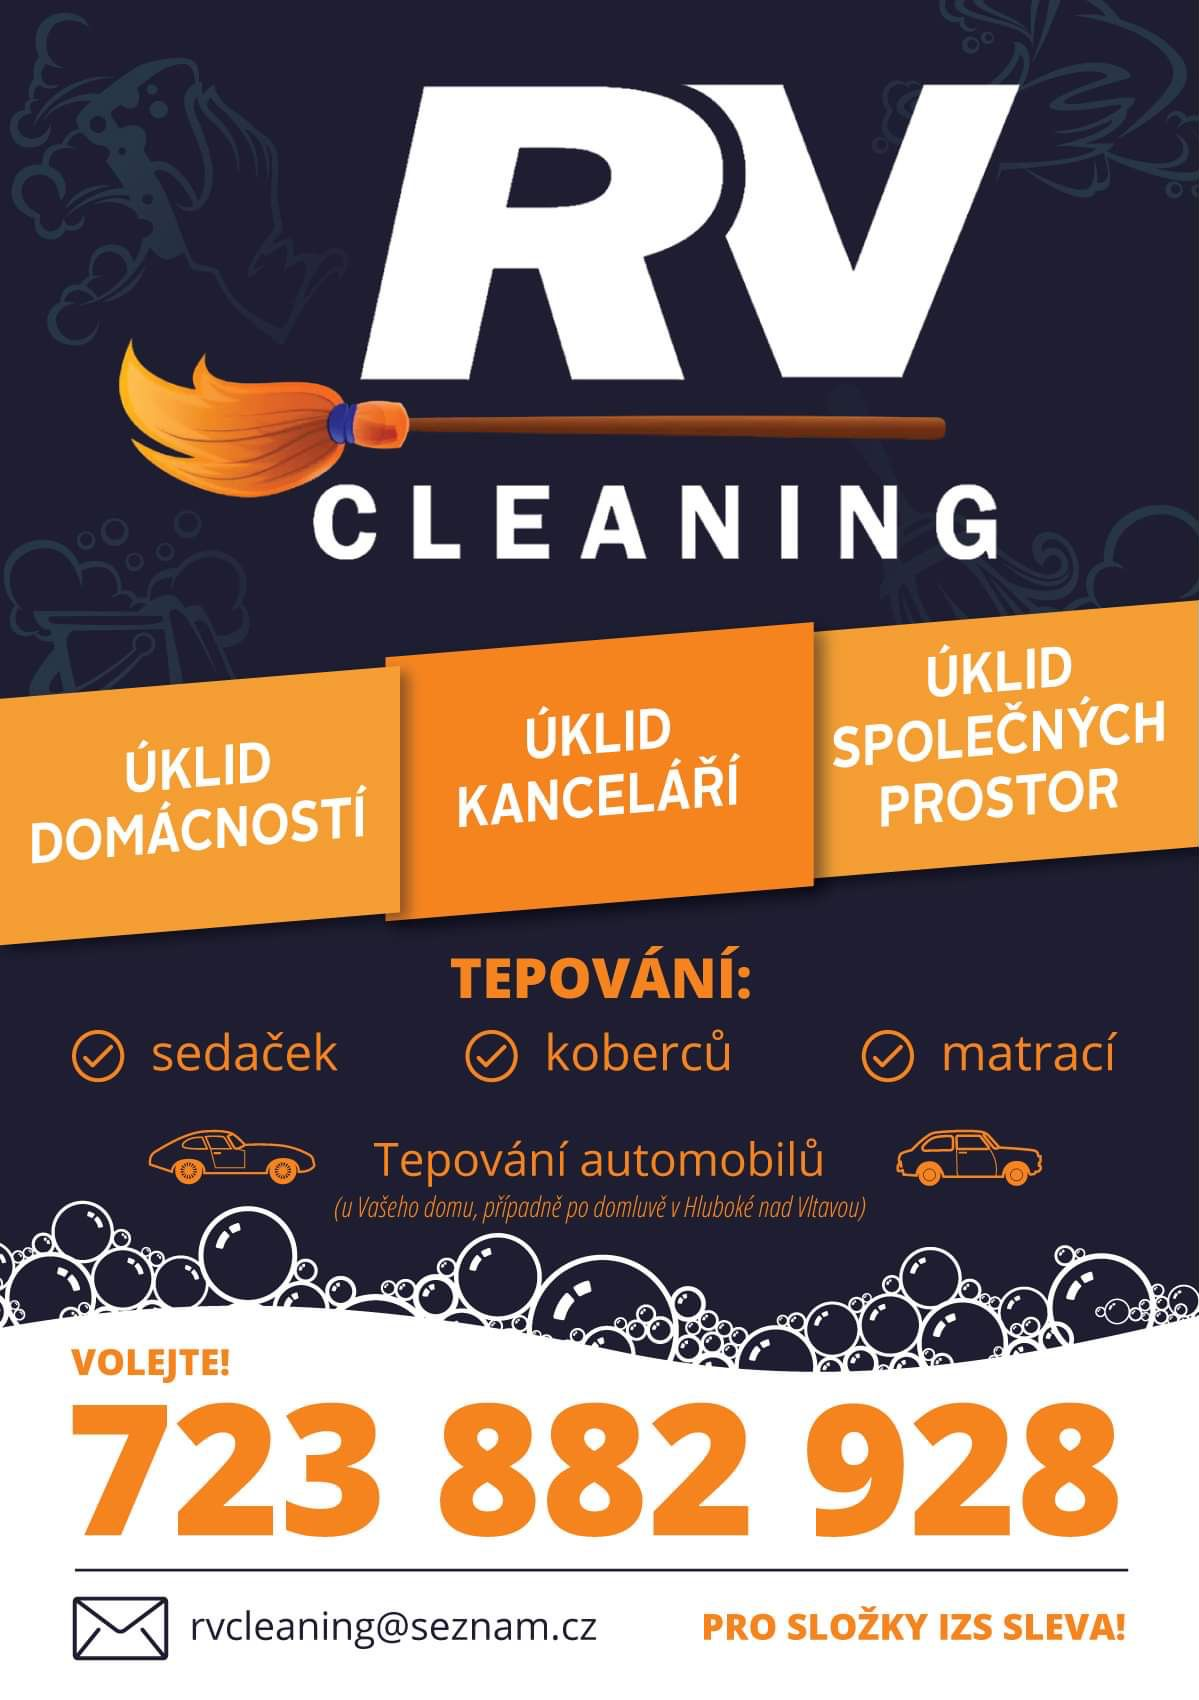 RV
CLEANING
ÚKLID
DOMÁCNOSTÍ
ÚKLID
KANCELÁŘÍ
ÚKLID
SPOLEČNÝCH
PROSTOR
TEPOVÁNÍ:
sedaček
koberců
matrací
Tepování automobilů
(u Vašeho domu, případně po domluvě v Hluboké nad Vltavou)
VOLEJTE!
723 882 928
rvcleaning@seznam.cz
PRO SLOŽKY IZS SLEVA!